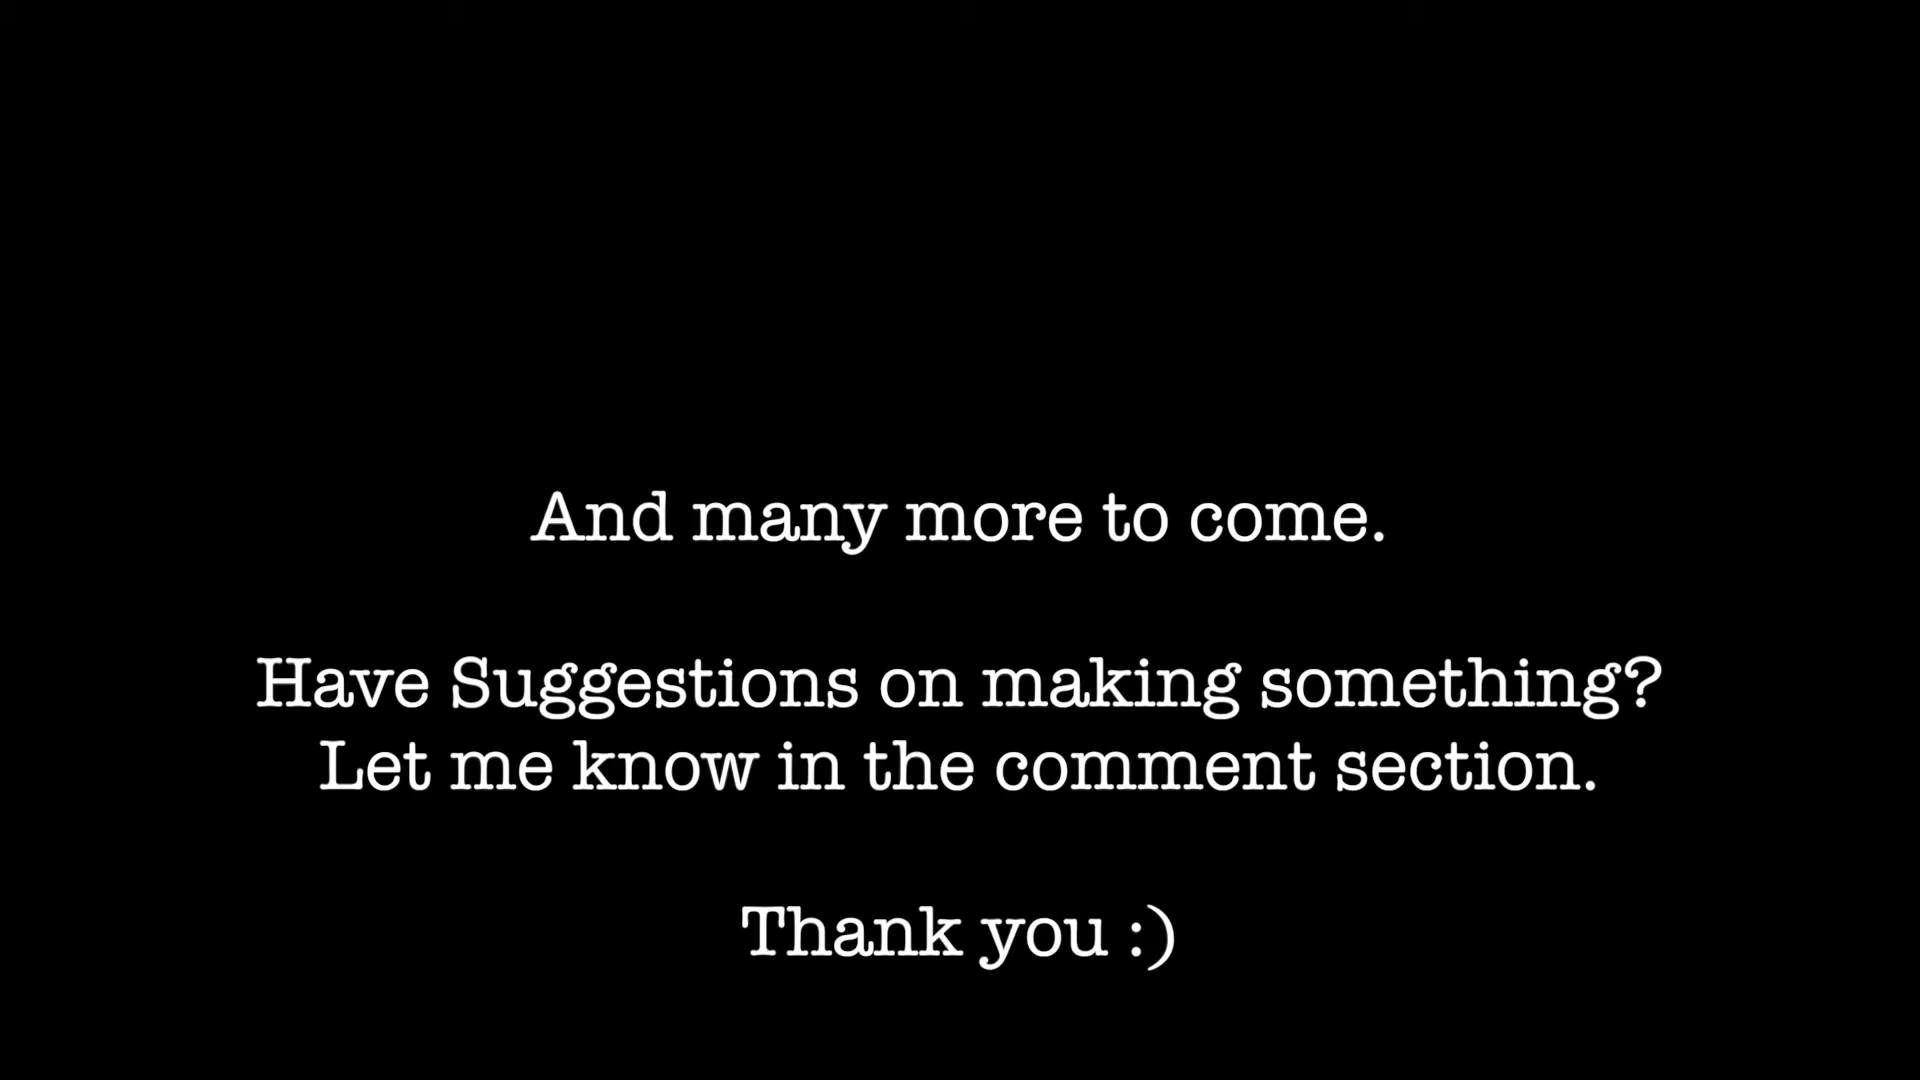 And many more to come.
Have Suggestions on making something?
Let me know in the comment section.
Thank you :)